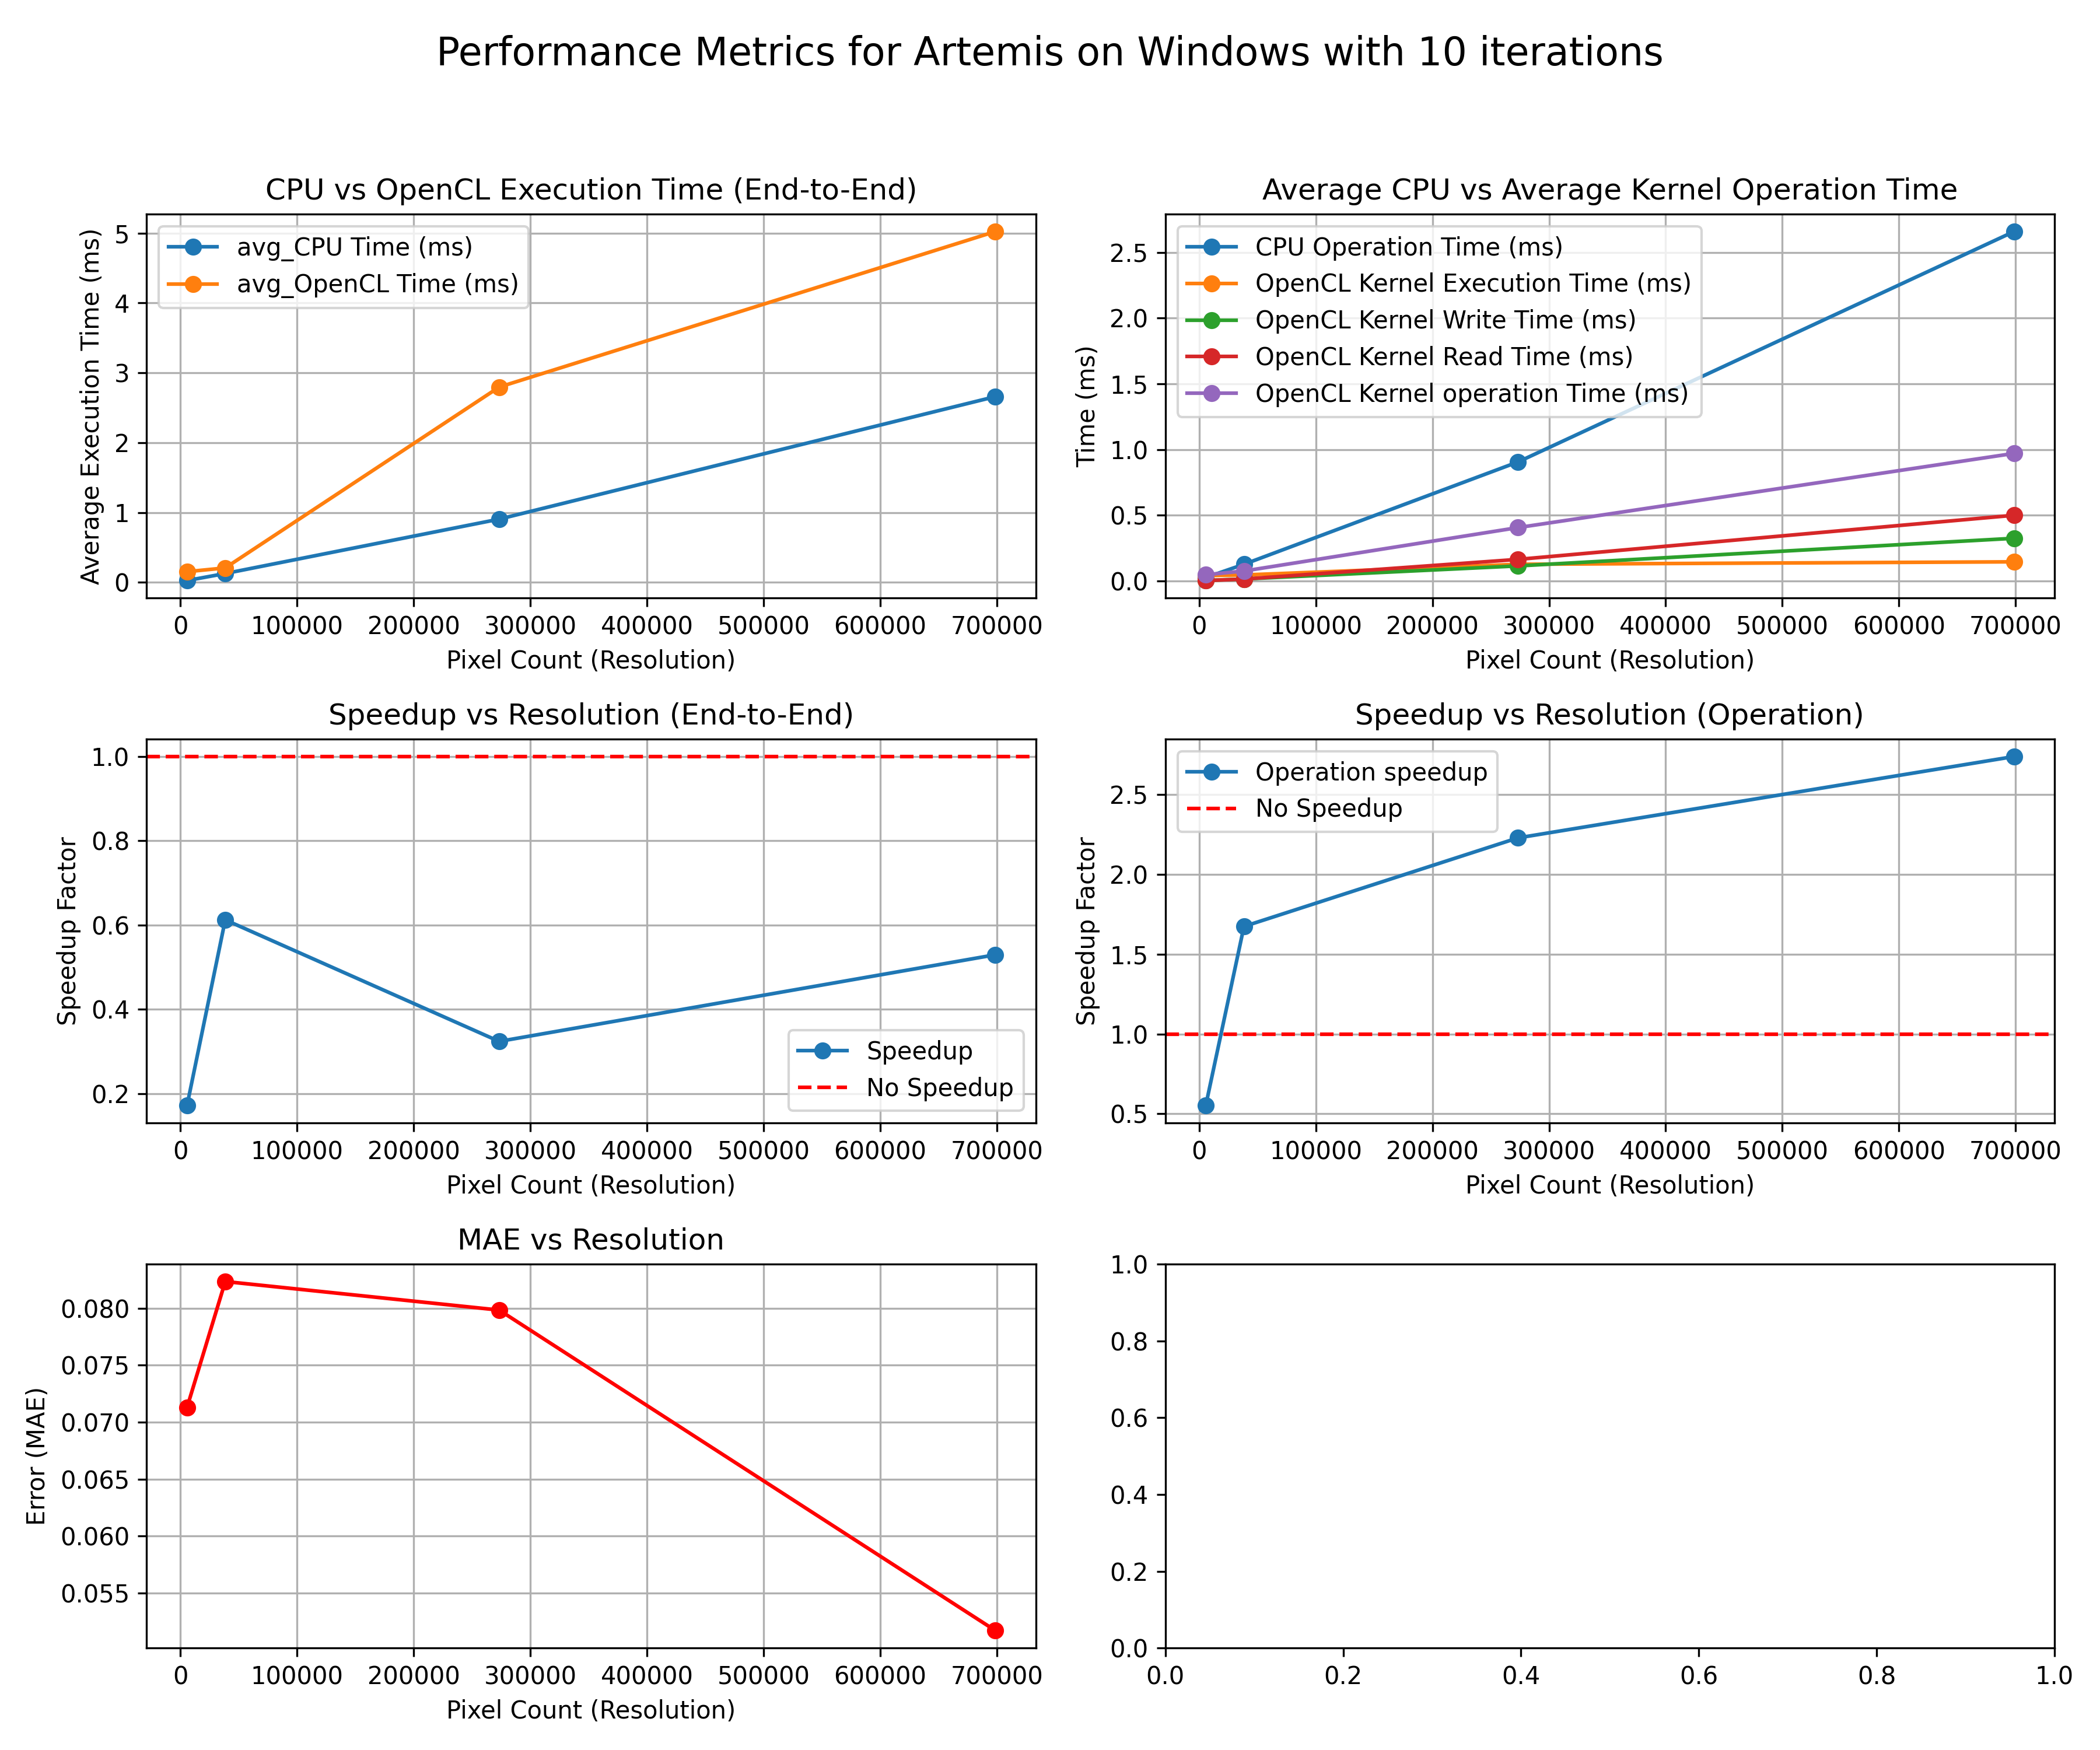 Performance Metrics for Artemis on Windows with 10 iterations
CPU vs OpenCL Execution Time (End-to-End)
Average Execution Time (ms)
5
4
3
2
1
0
avg_CPU Time (ms)
avg_OpenCL Time (ms)
0 100000 200000 300000 400000 500000 600000 700000
Pixel Count (Resolution)
Average CPU vs Average Kernel Operation Time
Time (ms)
2.5
2.0
1.5
1.0
0.5
0.0
CPU Operation Time (ms)
OpenCL Kernel Execution Time (ms)
OpenCL Kernel Write Time (ms)
OpenCL Kernel Read Time (ms)
OpenCL Kernel operation Time (ms)
0 100000 200000 300000 400000 500000 600000 700000
Pixel Count (Resolution)
Speedup vs Resolution (End-to-End)
Speedup Factor
1.0
0.8
0.6
0.4
0.2
Speedup
No Speedup
0 100000 200000 300000 400000 500000 600000 700000
Pixel Count (Resolution)
Speedup vs Resolution (Operation)
Speedup Factor
2.5
2.0
1.5
1.0
0.5
Operation speedup
No Speedup
0 100000 200000 300000 400000 500000 600000 700000
Pixel Count (Resolution)
MAE vs Resolution
Error (MAE)
0.080
0.075
0.070
0.065
0.060
0.055
0 100000 200000 300000 400000 500000 600000 700000
Pixel Count (Resolution)
1.0
0.8
0.6
0.4
0.2
0.0
0.0 0.2 0.4 0.6 0.8 1.0